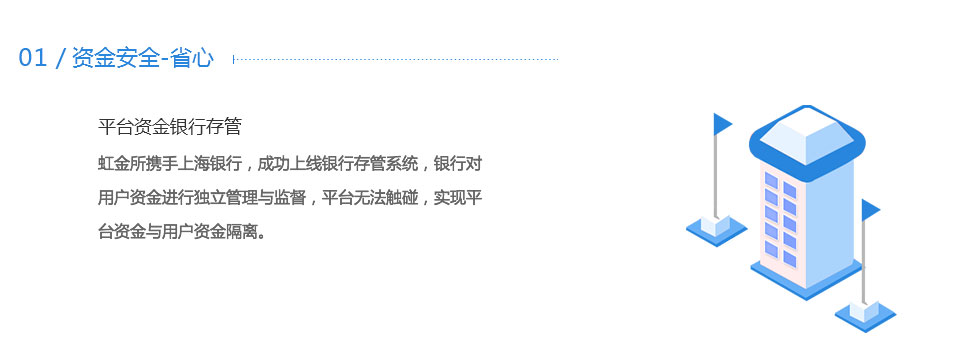 01 / 资金安全-省心
平台资金银行存管
虹金所携手上海银行，成功上线银行存管系统，银行对
用户资金进行独立管理与监督，平台无法触碰，实现平
台资金与用户资金隔离。